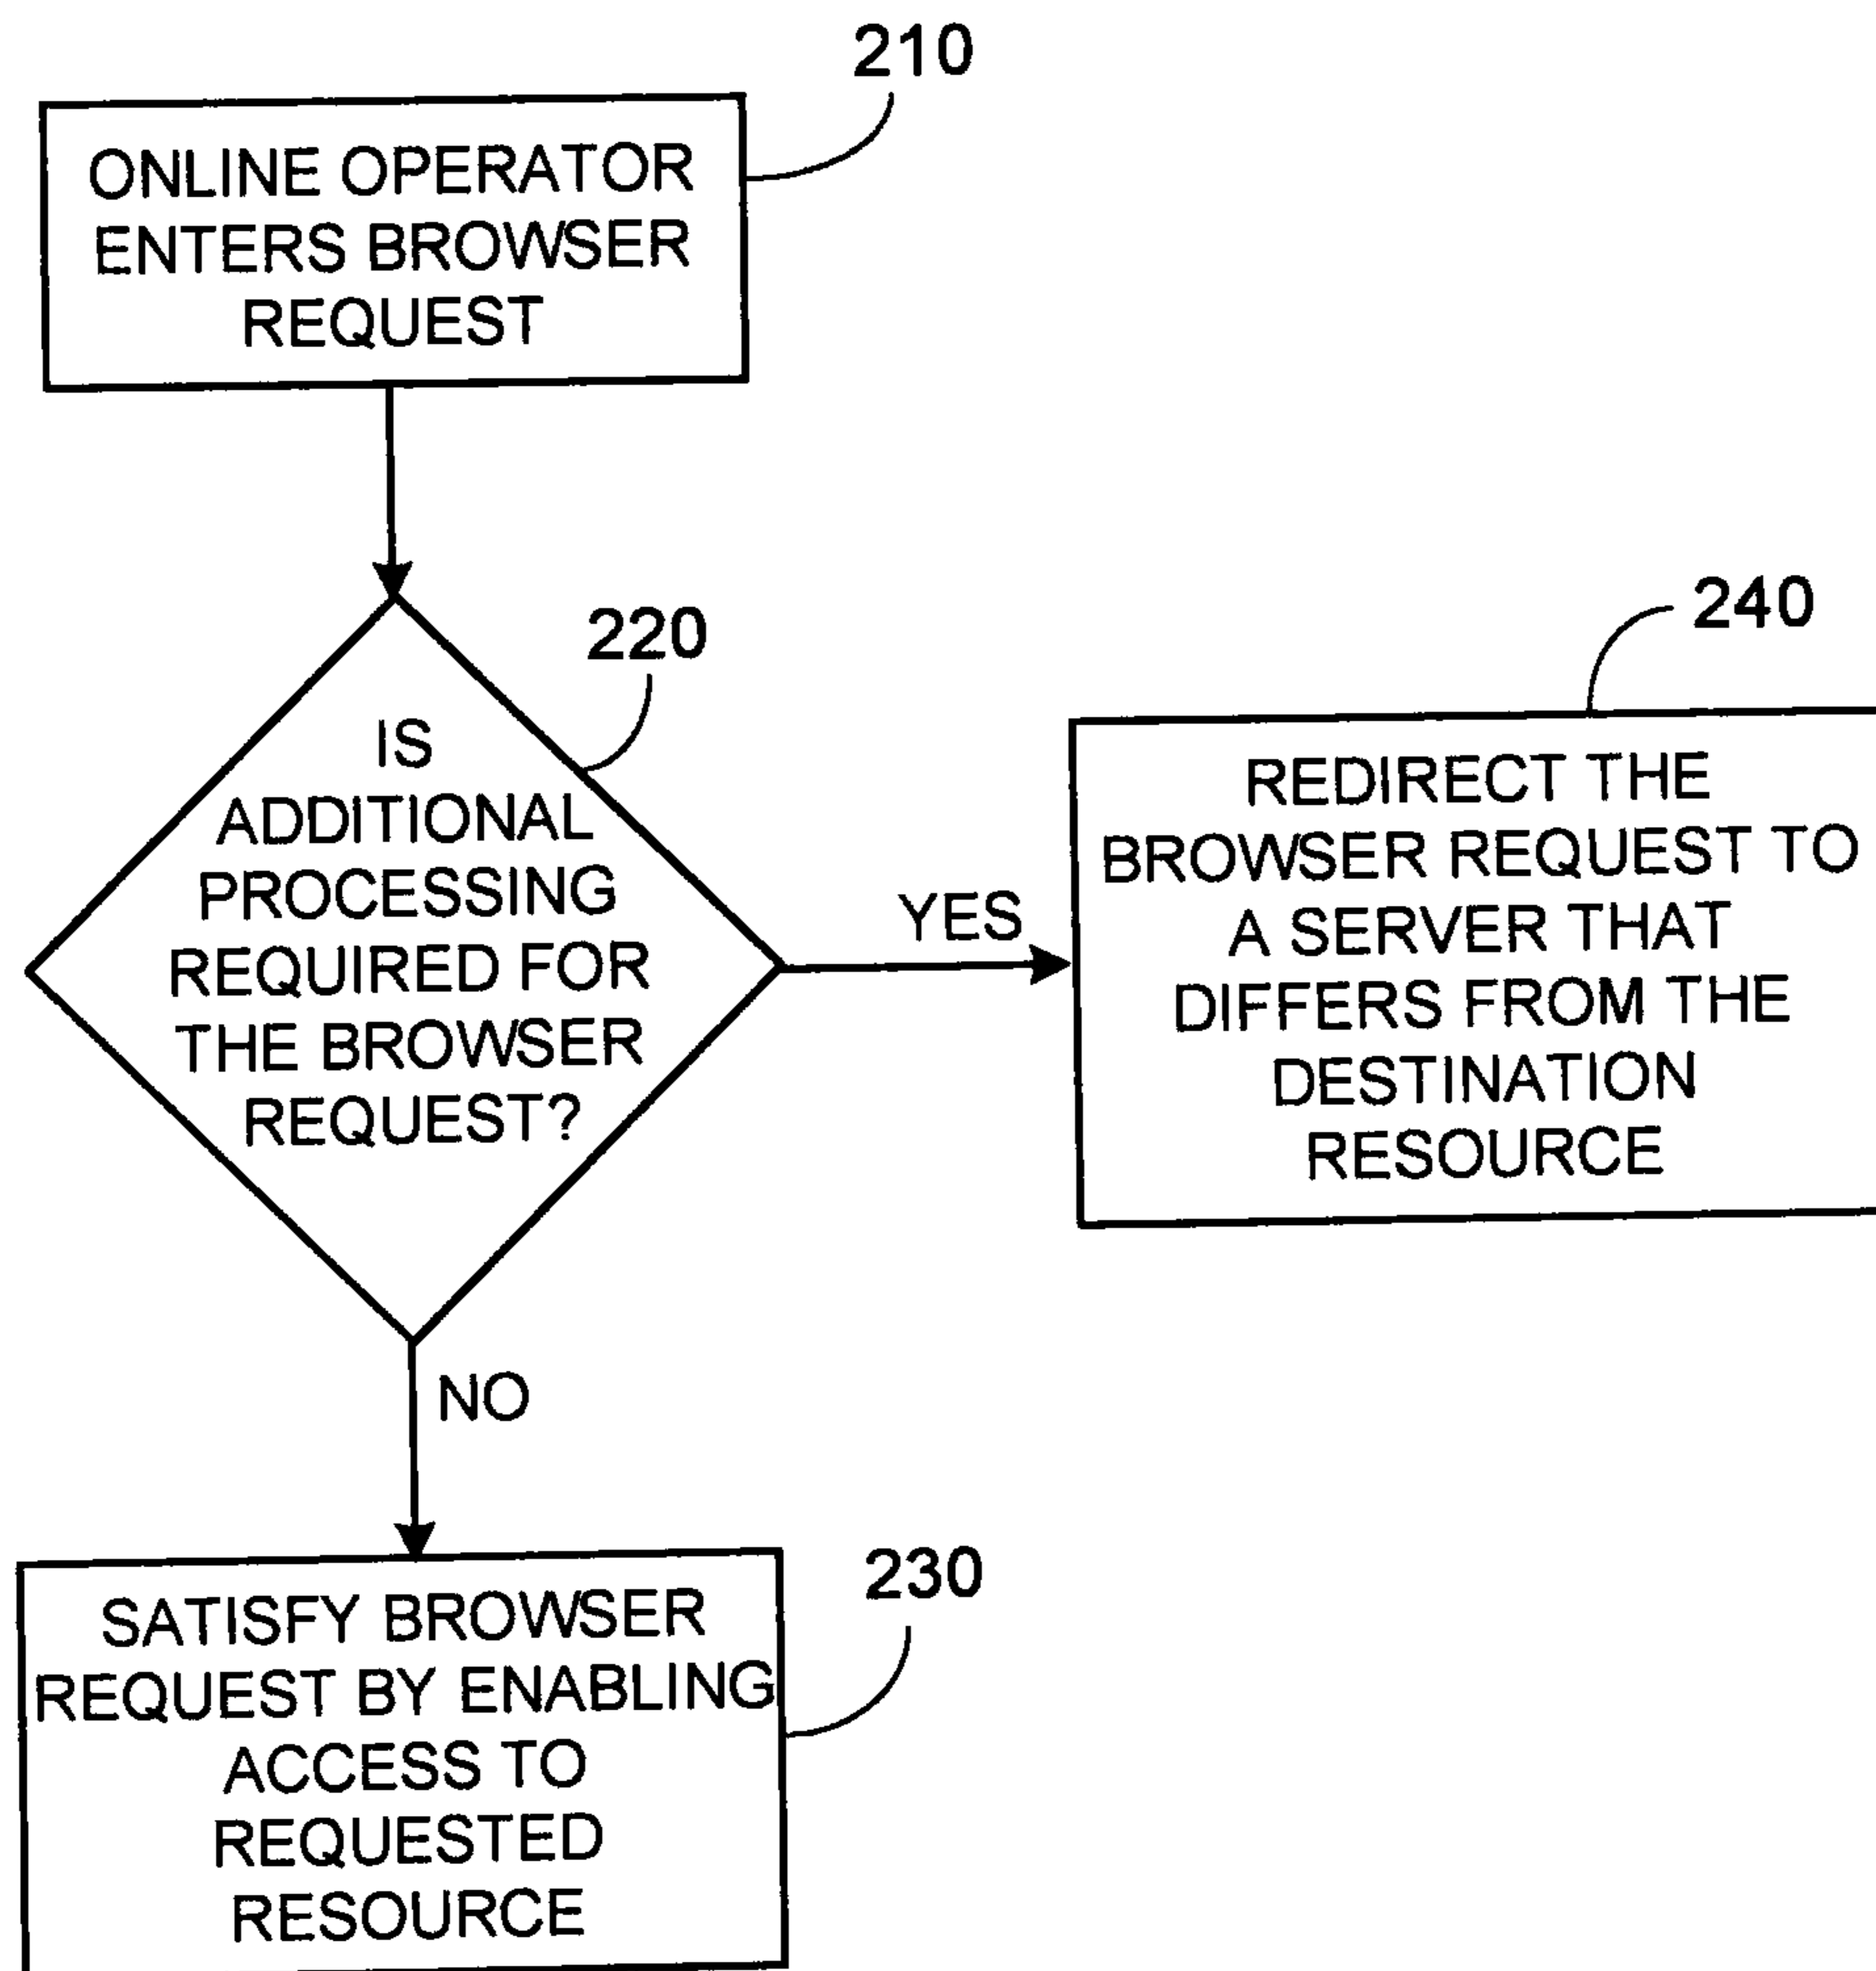 210
ONLINE OPERATOR
ENTERS BROWSER
REQUEST
220
IS
ADDITIONAL
PROCESSING
REQUIRED FOR
THE BROWSER
REQUEST?
YES
240
REDIRECT THE
BROWSER REQUEST TO
A SERVER THAT
DIFFERS FROM THE
DESTINATION
RESOURCE
NO
230
SATISFY BROWSER
REQUEST BY ENABLING
ACCESS TO
REQUESTED
RESOURCE